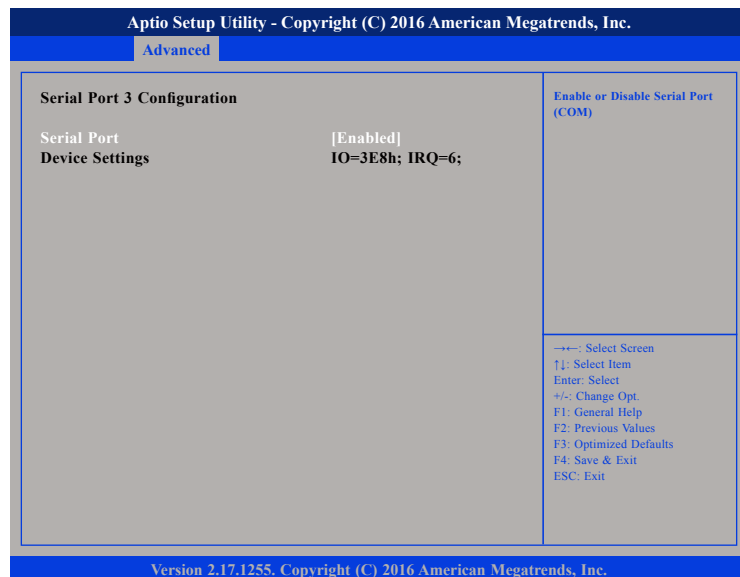 Aptio Setup Utility - Copyright (C) 2016 American Megatrends, Inc.
Advanced
Serial Port 3 Configuration
Serial Port [Enabled]
Device Settings IO=3E8h; IRQ=6;
Enable or Disable Serial Port
(COM)
→←: Select Screen
↑↓: Select Item
Enter: Select
+/-: Change Opt.
F1: General Help
F2: Previous Values
F3: Optimized Defaults
F4: Save & Exit
ESC: Exit
Version 2.17.1255. Copyright (C) 2016 American Megatrends, Inc.